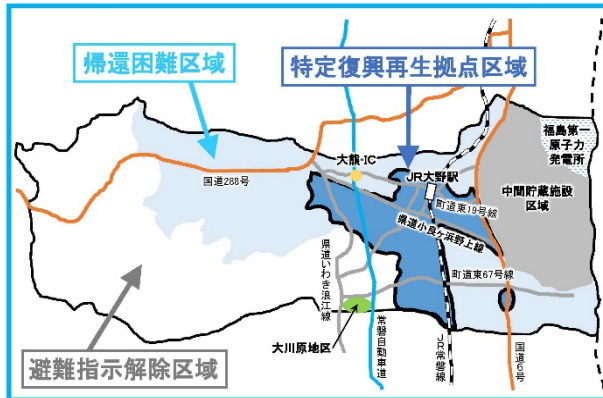 帰還困難区域
特定復興再生拠点区域
福島第一
原子力
発電所
大熊・IC
JR大野駅
中間貯蔵施設
区域
国道288号
町道東19号線
県道小良ヶ浜野上線
県道いわき浪江線
町道東67号線
大川原地区
常磐自動車道
JR常磐線
国道6号
避難指示解除区域